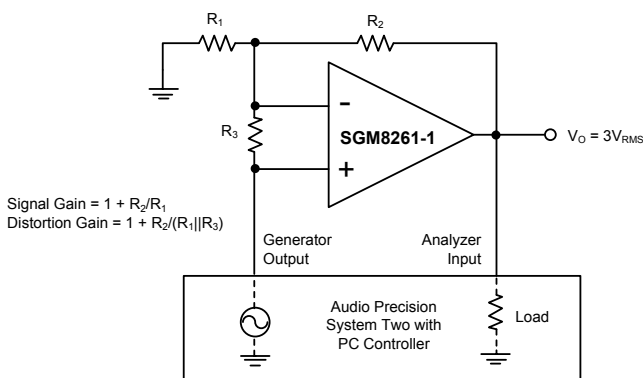 R1
R2
R3
-
+
SGM8261-1
VO = 3VRMS
Signal Gain = 1 + R2/R1
Distortion Gain = 1 + R2/(R1||R3)
Generator
Output
Analyzer
Input
Audio Precision
System Two with
PC Controller
Load